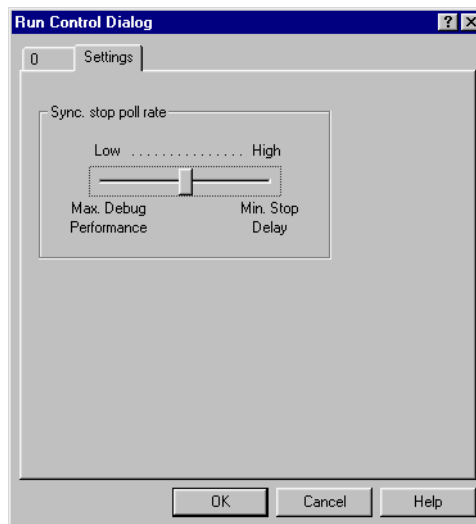 Run Control Dialog
0 Settings
Sync. stop poll rate
Low . . . . . . . . . . . . . . . High
Max. Debug Min. Stop
Performance Delay
OK Cancel Help